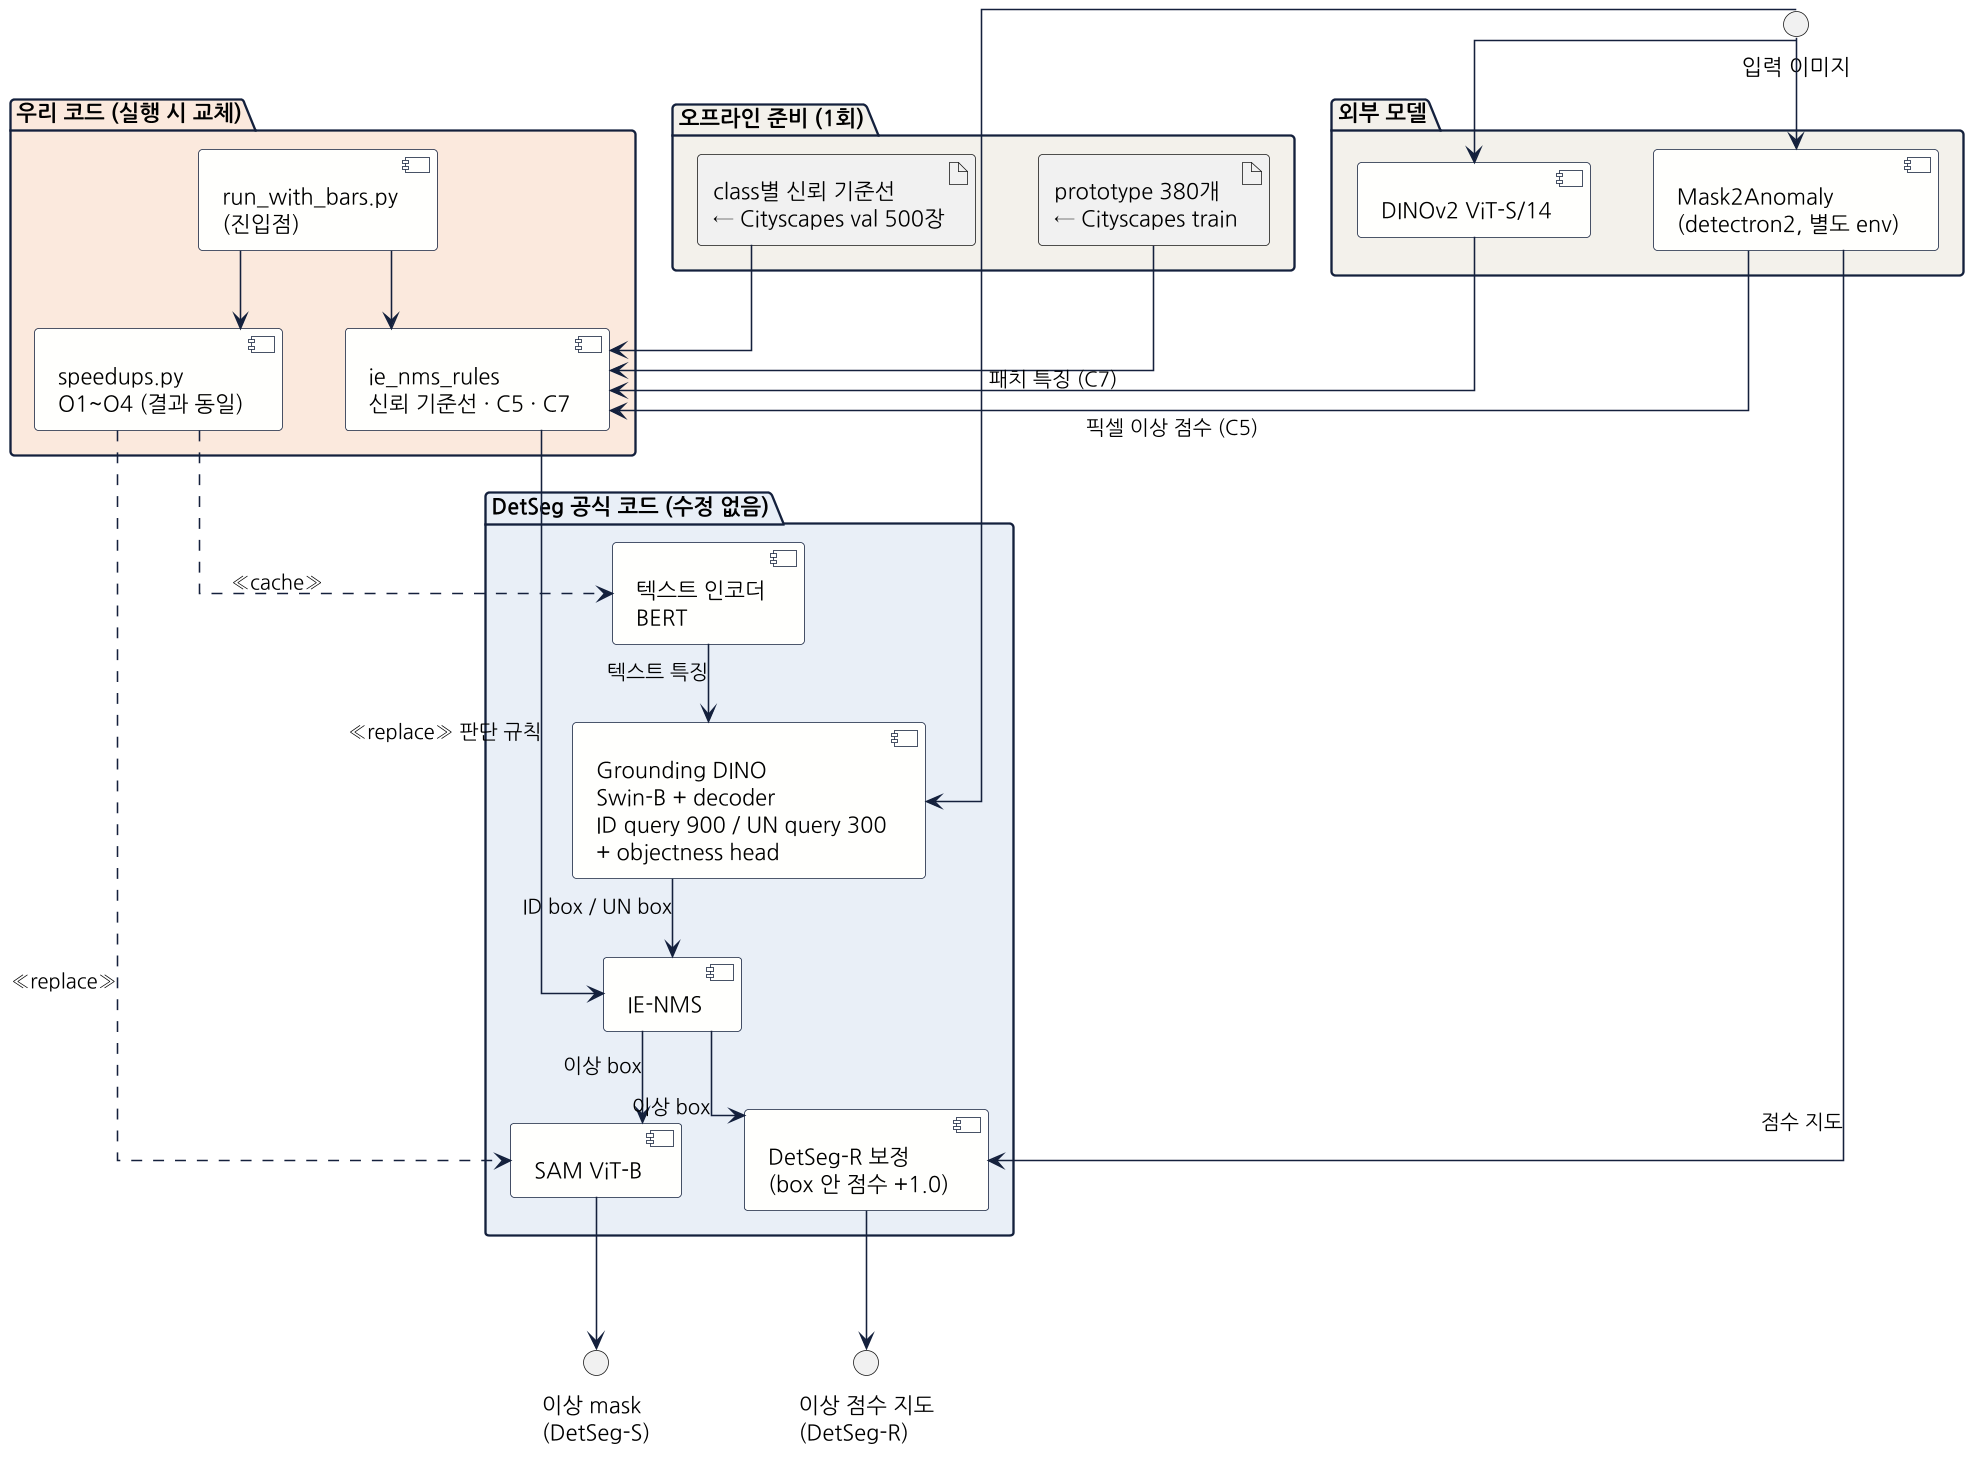 입력 이미지
우리 코드 (실행 시 교체)
run_with_bars.py
(진입점)
speedups.py
O1~O4 (결과 동일)
ie_nms_rules
신뢰 기준선 · C5 · C7
오프라인 준비 (1회)
class별 신뢰 기준선
← Cityscapes val 500장
prototype 380개
← Cityscapes train
외부 모델
DINOv2 ViT-S/14
Mask2Anomaly
(detectron2, 별도 env)
패치 특징 (C7)
픽셀 이상 점수 (C5)
DetSeg 공식 코드 (수정 없음)
≪cache≫
텍스트 인코더
BERT
텍스트 특징
≪replace≫ 판단 규칙
Grounding DINO
Swin-B + decoder
ID query 900 / UN query 300
+ objectness head
ID box / UN box
≪replace≫
IE-NMS
이상 box
이상 box
점수 지도
SAM ViT-B
DetSeg-R 보정
(box 안 점수 +1.0)
이상 mask
(DetSeg-S)
이상 점수 지도
(DetSeg-R)